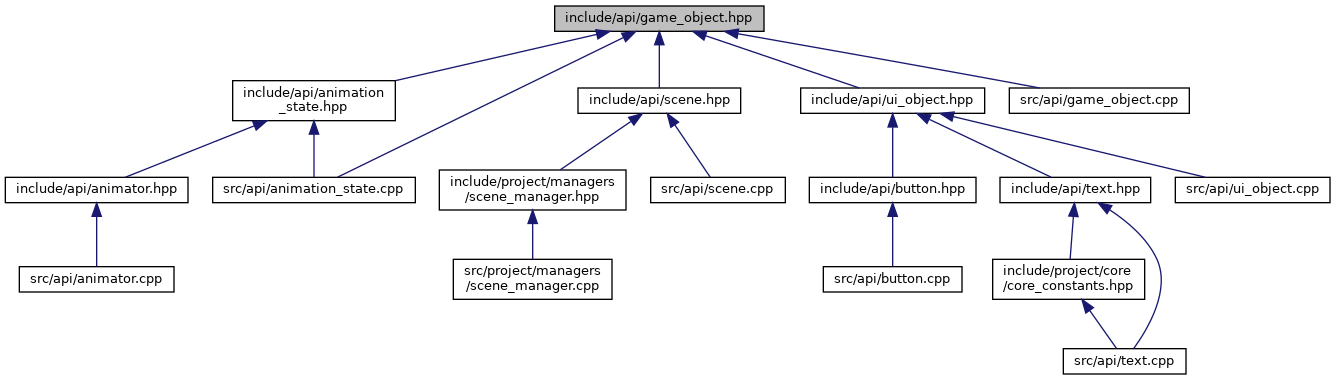 include/api/game_object.hpp
include/api/animation
_state.hpp
include/api/scene.hpp
include/api/ui_object.hpp
src/api/game_object.cpp
include/api/animator.hpp
src/api/animation_state.cpp
include/project/managers
/scene_manager.hpp
src/api/scene.cpp
include/api/button.hpp
include/api/text.hpp
src/api/ui_object.cpp
src/api/animator.cpp
src/project/managers
/scene_manager.cpp
src/api/button.cpp
include/project/core
/core_constants.hpp
src/api/text.cpp